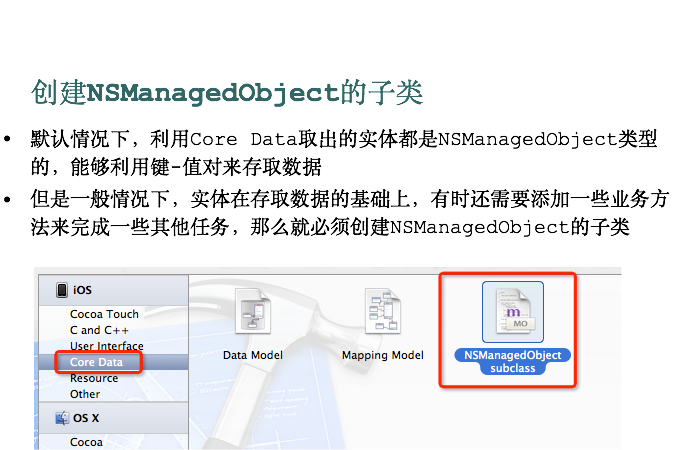 创建NSManagedObject的子类
• 默认情况下，利用Core Data取出的实体都是NSManagedObject类型
的，能够利用键-值对来存取数据
• 但是一般情况下，实体在存取数据的基础上，有时还需要添加一些业务方
法来完成一些其他任务，那么就必须创建NSManagedObject的子类
iOS
Cocoa Touch
C and C++
User Interface
Core Data
Resource
Other
OS X
Cocoa
Data Model
Mapping Model
m
MO
NSManagedObject
subclass